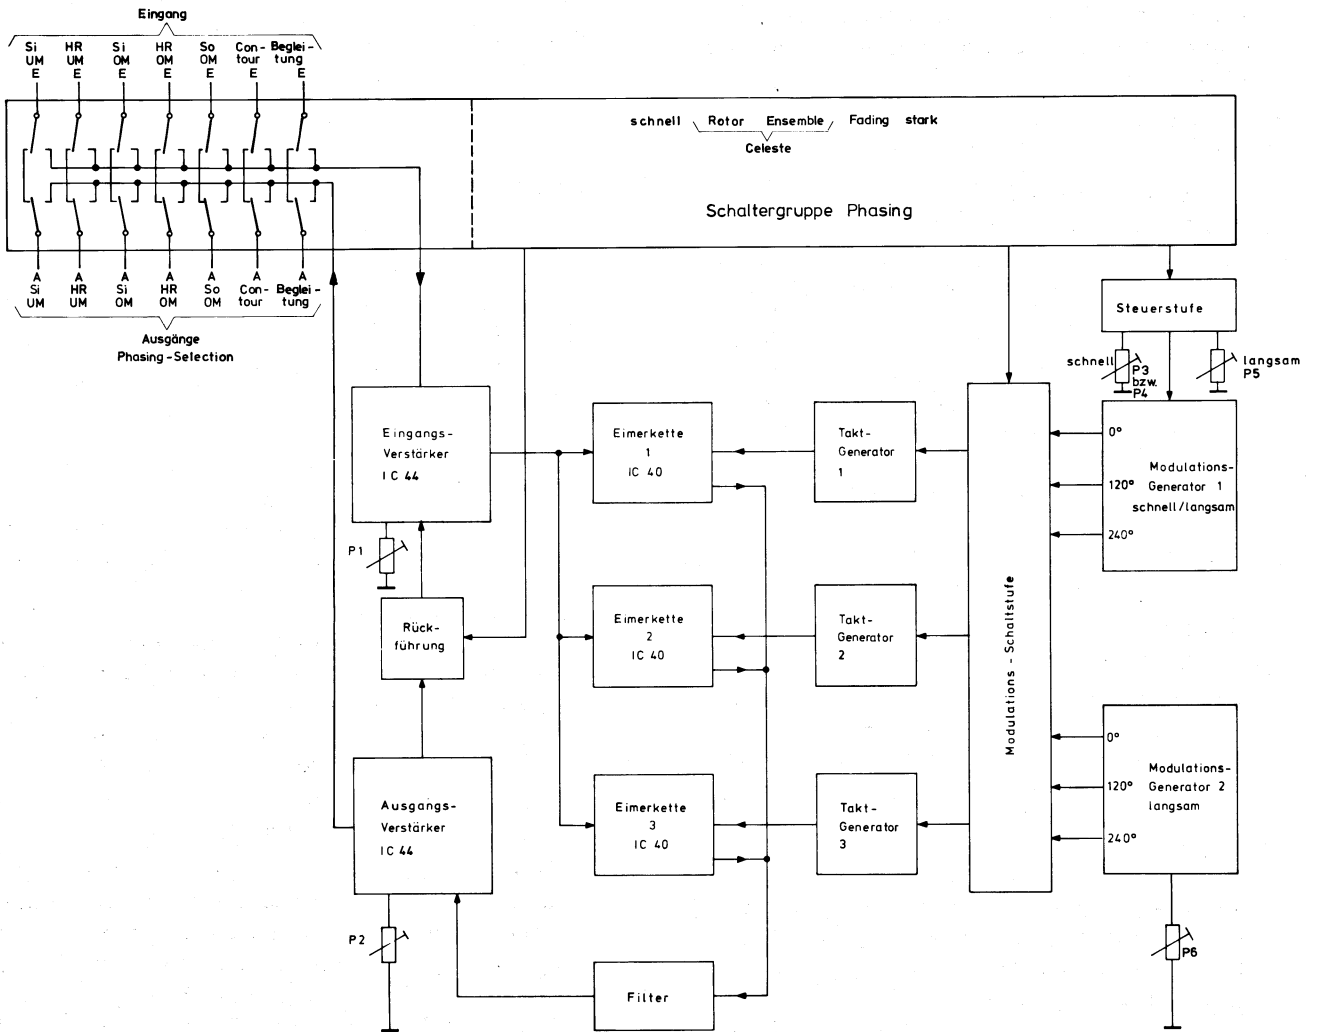 Eingang
Si HR Si HR So Con- Beglei-
UM UM OM OM OM tour tung
E E E E E E E
schnell Rotor Ensemble Fading stark
Celeste
Schaltergruppe Phasing
A A A A A A A
Si HR Si HR So Con- Beglei-
UM UM OM OM OM tour tung
Ausgänge
Phasing-Selection
Steuerstufe
schnell
P3
bzw.
P4
langsam
P5
Eingangs-
Verstärker
IC 44
P1
Eimerkette
1
IC 40
Takt-
Generator
1
0°
120°
240°
Modulations-
Generator 1
schnell/langsam
Rück-
führung
Eimerkette
2
IC 40
Takt-
Generator
2
Modulations - Schaltstufe
Ausgangs-
Verstärker
IC 44
P2
Eimerkette
3
IC 40
Takt-
Generator
3
0°
120°
240°
Modulations-
Generator 2
langsam
P6
Filter